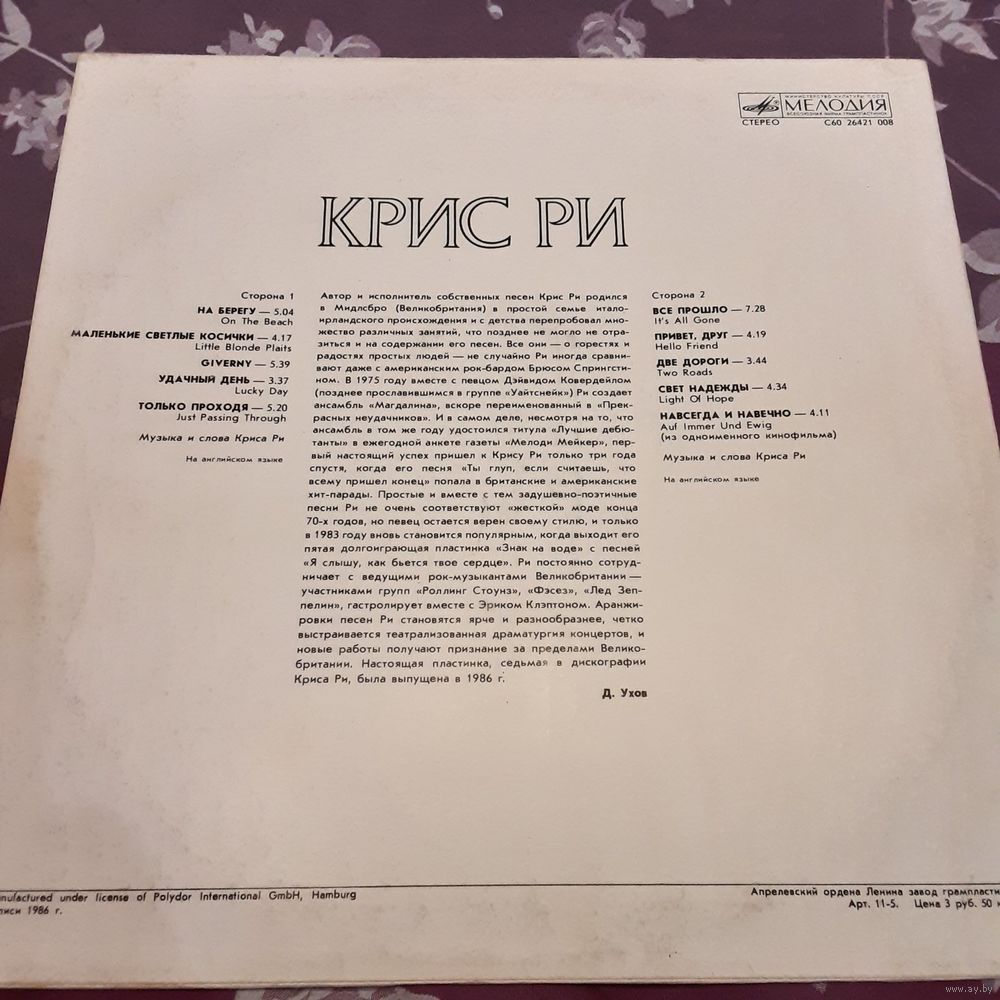 МИНИСТЕРСТВО КУЛЬТУРЫ СССР
МЕЛОДИЯ
ВСЕСОЮЗНАЯ ФИРМА ГРАМПЛАСТИНОК
СТЕРЕО С60 26421 008
КРИС РИ
Сторона 1
НА БЕРЕГУ — 5.04
On The Beach
МАЛЕНЬКИЕ СВЕТЛЫЕ КОСИЧКИ — 4.17
Little Blonde Plaits
GIVERNY — 5.39
УДАЧНЫЙ ДЕНЬ — 3.37
Lucky Day
ТОЛЬКО ПРОХОДЯ — 5.20
Just Passing Through
Музыка и слова Криса Ри
На английском языке
Автор и исполнитель собственных песен Крис Ри родился
в Мидлсбро (Великобритания) в простой семье итало-
ирландского происхождения и с детства перепробовал мно-
жество различных занятий, что позднее не могло не отра-
зиться и на содержании его песен. Все они — о горестях и
радостях простых людей — не случайно Ри иногда сравни-
вают даже с американским рок-бардом Брюсом Спрингсти-
ном. В 1975 году вместе с певцом Дэйвидом Ковердейлом
(позднее прославившимся в группе «Уайтснейк») Ри создает
ансамбль «Магдалина», вскоре переименованный в «Прек-
расных неудачников». И в самом деле, несмотря на то, что
ансамбль в том же году удостоился титула «Лучшие дебю-
танты» в ежегодной анкете газеты «Мелоди Мейкер», пер-
вый настоящий успех пришел к Крису Ри только три года
спустя, когда его песня «Ты глуп, если считаешь, что
всему пришел конец» попала в британские и американские
хит-парады. Простые и вместе с тем задушевно-поэтичные
песни Ри не очень соответствуют «жесткой» моде конца
70-х годов, но певец остается верен своему стилю, и только
в 1983 году вновь становится популярным, когда выходит его
пятая долгоиграющая пластинка «Знак на воде» с песней
«Я слышу, как бьется твое сердце». Ри постоянно сотруд-
ничает с ведущими рок-музыкантами Великобритании —
участниками групп «Роллинг Стоунз», «Фэсез», «Лед Зеп-
пелин», гастролирует вместе с Эриком Клэптоном. Аранжи-
ровки песен Ри становятся ярче и разнообразнее, четко
выстраивается театрализованная драматургия концертов, и
новые работы получают признание за пределами Велико-
британии. Настоящая пластинка, седьмая в дискографии
Криса Ри, была выпущена в 1986 г.
Д. Ухов
Сторона 2
ВСЕ ПРОШЛО — 7.28
It's All Gone
ПРИВЕТ, ДРУГ — 4.19
Hello Friend
ДВЕ ДОРОГИ — 3.44
Two Roads
СВЕТ НАДЕЖДЫ — 4.34
Light Of Hope
НАВСЕГДА И НАВЕЧНО — 4.11
Auf Immer Und Ewig
(из одноименного кинофильма)
Музыка и слова Криса Ри
На английском языке
nufactured under license of Polydor International GmbH, Hamburg
писи 1986 г.
Апрелевский ордена Ленина завод грампласти
Арт. 11-5. Цена 3 руб. 50 к
www.ay.by